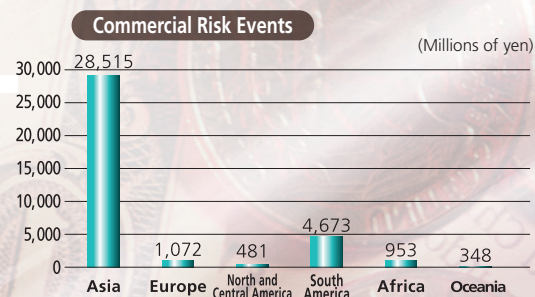 Commercial Risk Events
(Millions of yen)
30,000
25,000
20,000
15,000
10,000
5,000
0
28,515
1,072
481
4,673
953
348
Asia
Europe
North and
Central America
South
America
Africa
Oceania